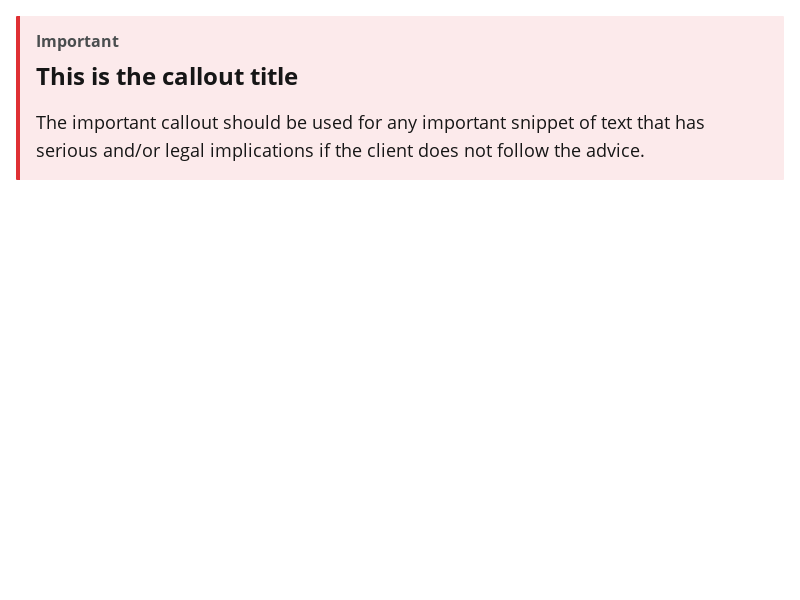 Important
This is the callout title
The important callout should be used for any important snippet of text that has
serious and/or legal implications if the client does not follow the advice.